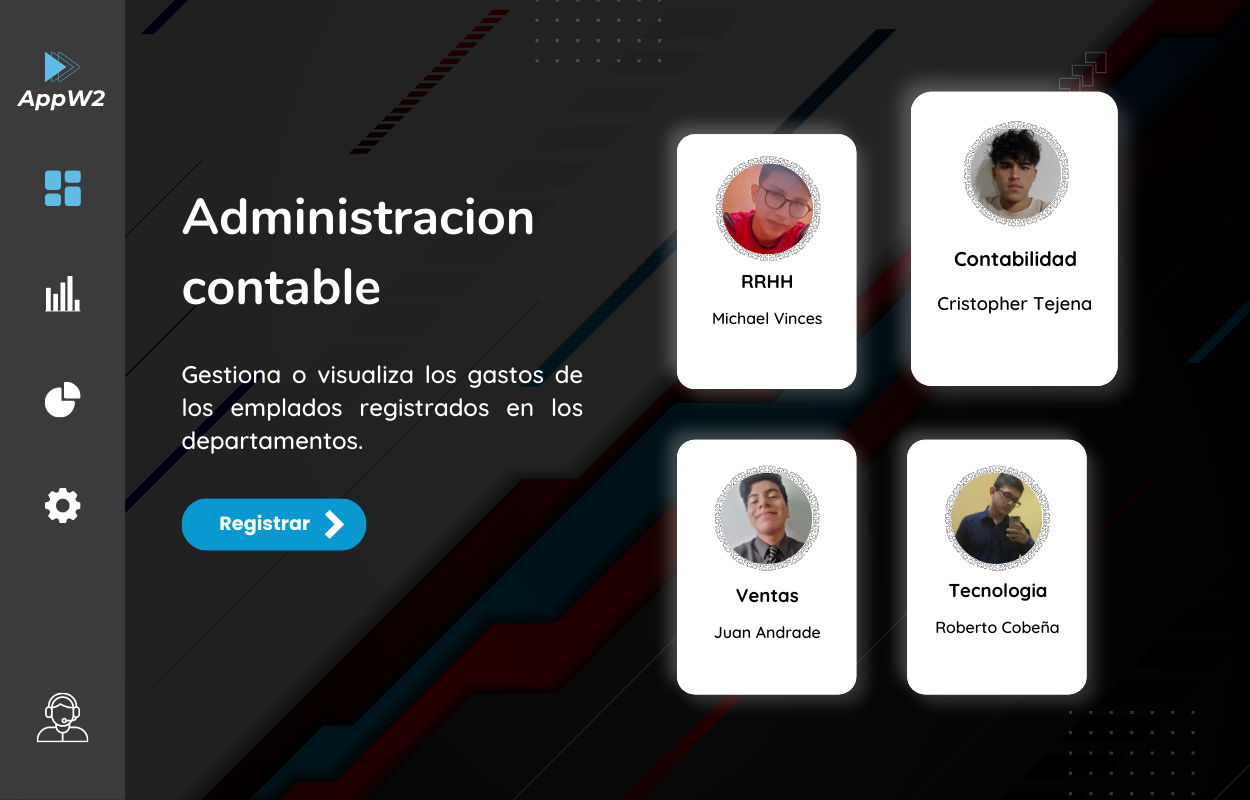 AppW2
Administracion
contable
Gestiona o visualiza los gastos de
los emplados registrados en los
departamentos.
Registrar
RRHH
Michael Vinces
Contabilidad
Cristopher Tejena
Ventas
Juan Andrade
Tecnologia
Roberto Cobeña